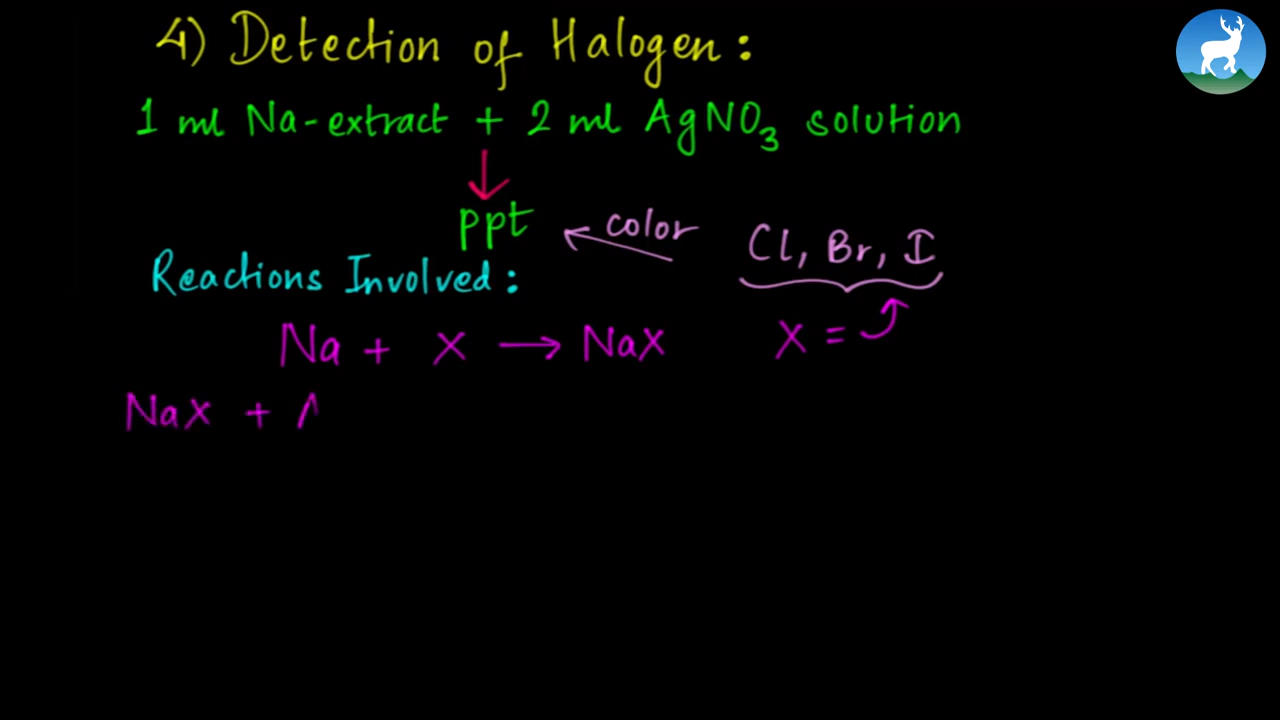 4) Detection of Halogen :
1 ml Na-extract + 2 ml AgNO₃ solution
↓
ppt ← color Cl, Br, I
Reactions Involved :
Na + X → NaX X = ⤴
NaX + Λ